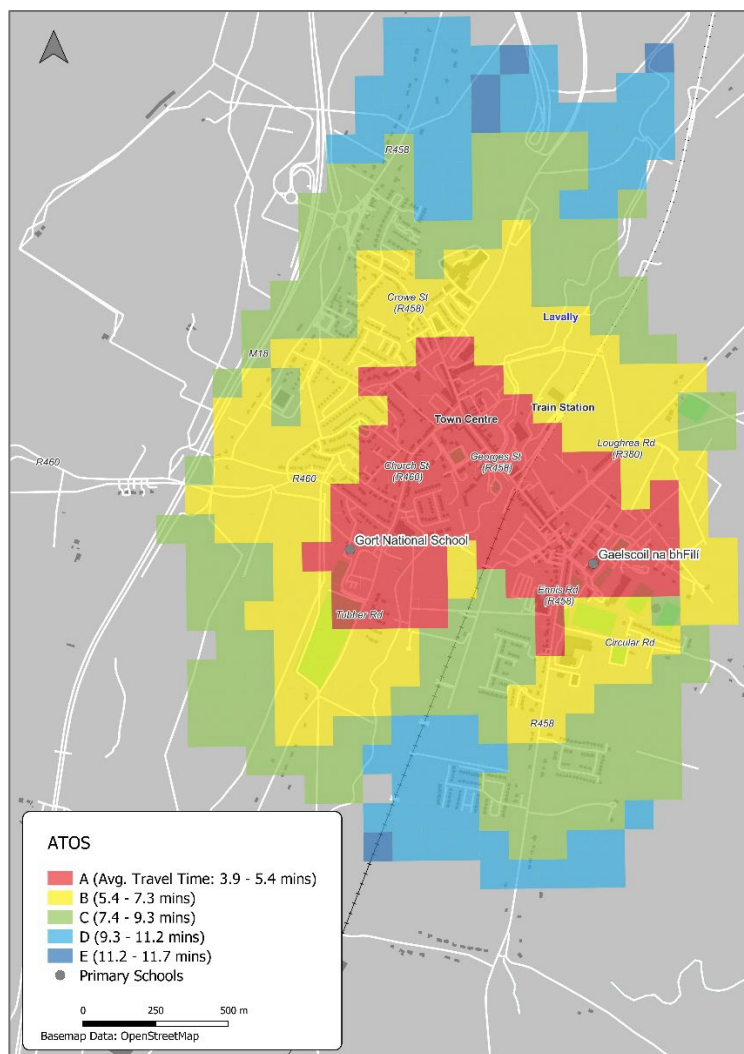 R458
Crowe St
(R458)
Lavally
M18
Town Centre
Train Station
Loughrea Rd
(R380)
Georges St
(R458)
Church St
(R460)
R460
R460
Gort National School
Gaelscoil na bhFilí
Ennis Rd
(R458)
Tubher Rd
Circular Rd
R458
ATOS
A (Avg. Travel Time: 3.9 - 5.4 mins)
B (5.4 - 7.3 mins)
C (7.4 - 9.3 mins)
D (9.3 - 11.2 mins)
E (11.2 - 11.7 mins)
Primary Schools
0 250 500 m
Basemap Data: OpenStreetMap